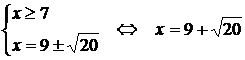 { x ≥ 7
x = 9 ± √20 ⇔ x = 9 + √20